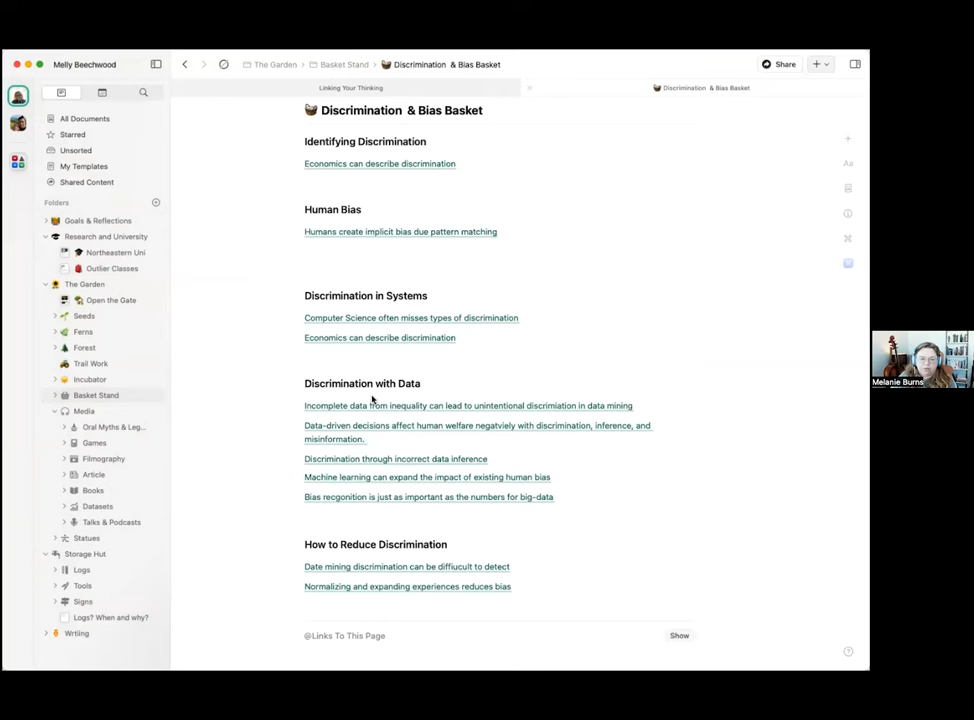 Melly Beechwood
The Garden
Basket Stand
Discrimination & Bias Basket
Share
Linking Your Thinking
Discrimination & Bias Basket
All Documents
Starred
Unsorted
My Templates
Shared Content
Folders
Goals & Reflections
Research and University
Northeastern Uni
Outlier Classes
The Garden
Open the Gate
Seeds
Ferns
Forest
Trail Work
Incubator
Basket Stand
Media
Oral Myths & Leg...
Games
Filmography
Article
Books
Datasets
Talks & Podcasts
Statues
Storage Hut
Logs
Tools
Signs
Logs? When and why?
Writing
Discrimination & Bias Basket
Identifying Discrimination
Economics can describe discrimination
Human Bias
Humans create implicit bias due pattern matching
Discrimination in Systems
Computer Science often misses types of discrimination
Economics can describe discrimination
Discrimination with Data
Incomplete data from inequality can lead to unintentional discrimiation in data mining
Data-driven decisions affect human welfare negatviely with discrimination, inference, and
misinformation.
Discrimination through incorrect data inference
Machine learning can expand the impact of existing human bias
Bias recgonition is just as important as the numbers for big-data
How to Reduce Discrimination
Date mining discrimination can be diffiucult to detect
Normalizing and expanding experiences reduces bias
@Links To This Page
Show
Aa
Melanie Burns